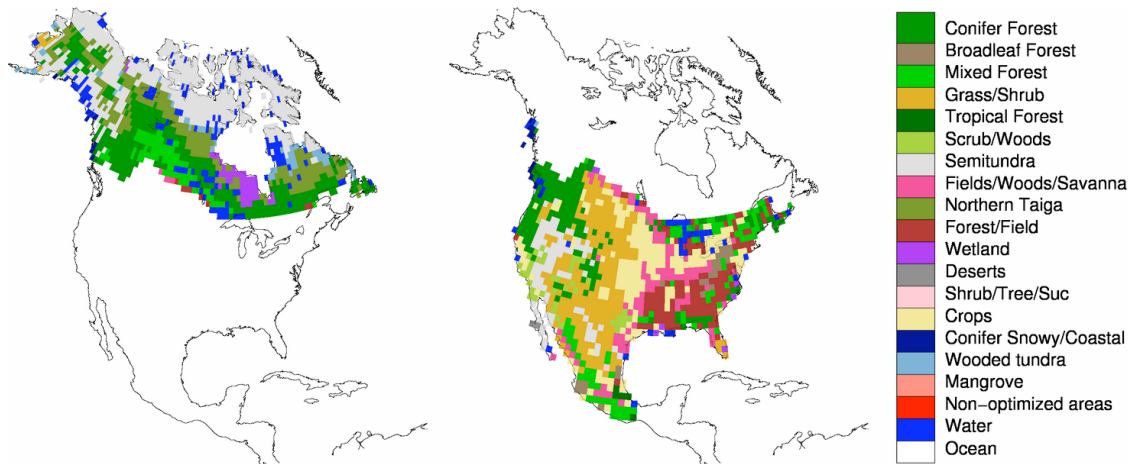 Conifer Forest
Broadleaf Forest
Mixed Forest
Grass/Shrub
Tropical Forest
Scrub/Woods
Semitundra
Fields/Woods/Savanna
Northern Taiga
Forest/Field
Wetland
Deserts
Shrub/Tree/Suc
Crops
Conifer Snowy/Coastal
Wooded tundra
Mangrove
Non−optimized areas
Water
Ocean